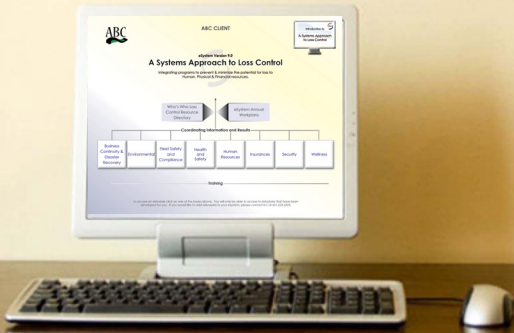 ABC
ABC CLIENT
Introduction to
A Systems Approach
to Loss Control
eSystem Version 9.0
A Systems Approach to Loss Control
Integrating programs to prevent & minimize the potential for loss to
Human, Physical & Financial resources.
Who's Who Loss
Control Resource
Directory
eSystem Annual
Workplans
Coordinating Information and Results
Business
Continuity &
Disaster
Recovery
Environmental
Fleet Safety
and
Compliance
Health
and
Safety
Human
Resources
Insurances
Security
Wellness
Training